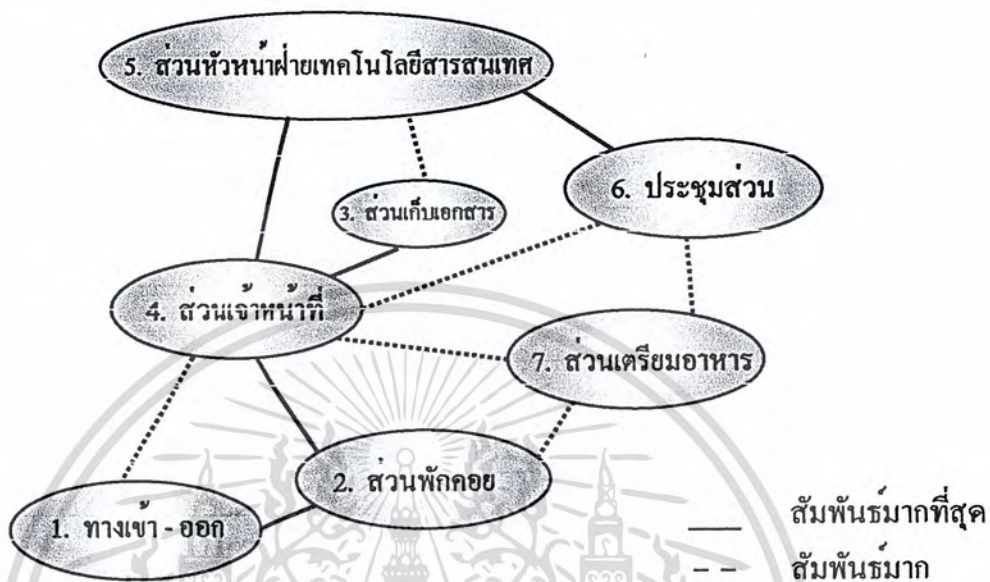 5. ส่วนหัวหน้าฝ่ายเทคโนโลยีสารสนเทศ
6. ประชุมส่วน
3. ส่วนเก็บเอกสาร
4. ส่วนเจ้าหน้าที่
7. ส่วนเตรียมอาหาร
2. ส่วนพักคอย
1. ทางเข้า - ออก
สัมพันธ์มากที่สุด
สัมพันธ์มาก